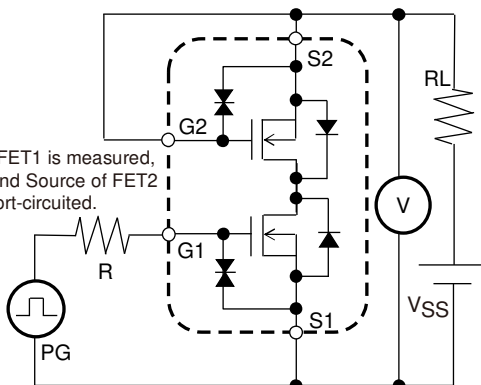 S2
RL
G2
FET1 is measured,
nd Source of FET2
rt-circuited.
V
G1
R
VSS
S1
PG